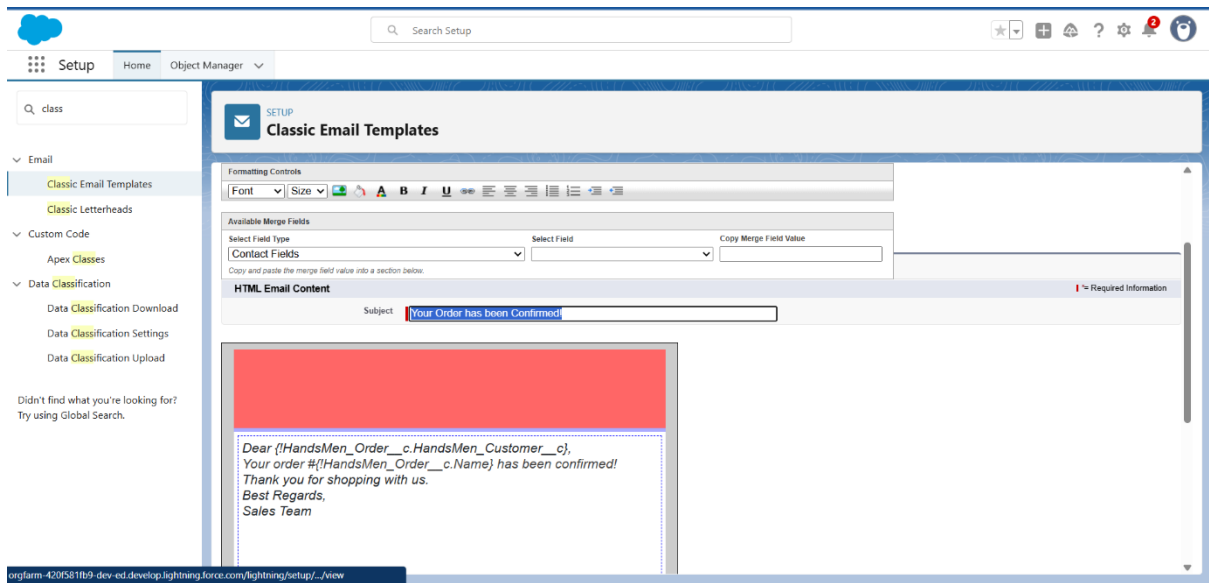 Search Setup
2
Setup Home Object Manager
class
SETUP
Classic Email Templates
Email
Classic Email Templates
Classic Letterheads
Custom Code
Apex Classes
Data Classification
Data Classification Download
Data Classification Settings
Data Classification Upload
Didn't find what you're looking for?
Try using Global Search.
Formatting Controls
Font Size A B I U
Available Merge Fields
Select Field Type Select Field Copy Merge Field Value
Contact Fields
Copy and paste the merge field value into a section below.
HTML Email Content = Required Information
Subject Your Order has been Confirmed!
Dear {!HandsMen_Order__c.HandsMen_Customer__c},
Your order #{!HandsMen_Order__c.Name} has been confirmed!
Thank you for shopping with us.
Best Regards,
Sales Team
orgfarm-420f581fb9-dev-ed.develop.lightning.force.com/lightning/setup/.../view